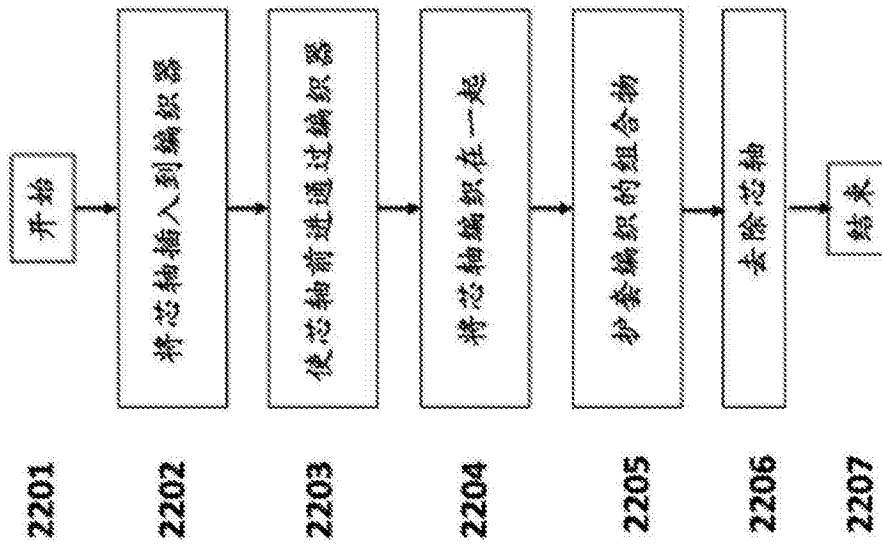 2201
开始
2202
将芯轴插入到编织器
2203
使芯轴前进通过编织器
2204
将芯轴编织在一起
2205
护套编织的组合物
2206
去除芯轴
2207
结束